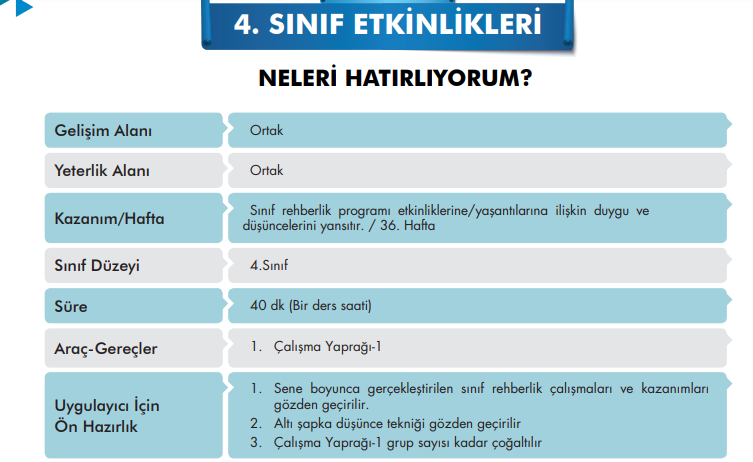 4. SINIF ETKİNLİKLERİ
NELERİ HATIRLIYORUM?
Gelişim Alanı
Ortak
Yeterlik Alanı
Ortak
Kazanım/Hafta
Sınıf rehberlik programı etkinliklerine/yaşantılarına ilişkin duygu ve
düşüncelerini yansıtır. / 36. Hafta
Sınıf Düzeyi
4.Sınıf
Süre
40 dk (Bir ders saati)
Araç-Gereçler
1. Çalışma Yaprağı-1
Uygulayıcı İçin
Ön Hazırlık
1. Sene boyunca gerçekleştirilen sınıf rehberlik çalışmaları ve kazanımları
gözden geçirilir.
2. Altı şapka düşünce tekniği gözden geçirilir
3. Çalışma Yaprağı-1 grup sayısı kadar çoğaltılır